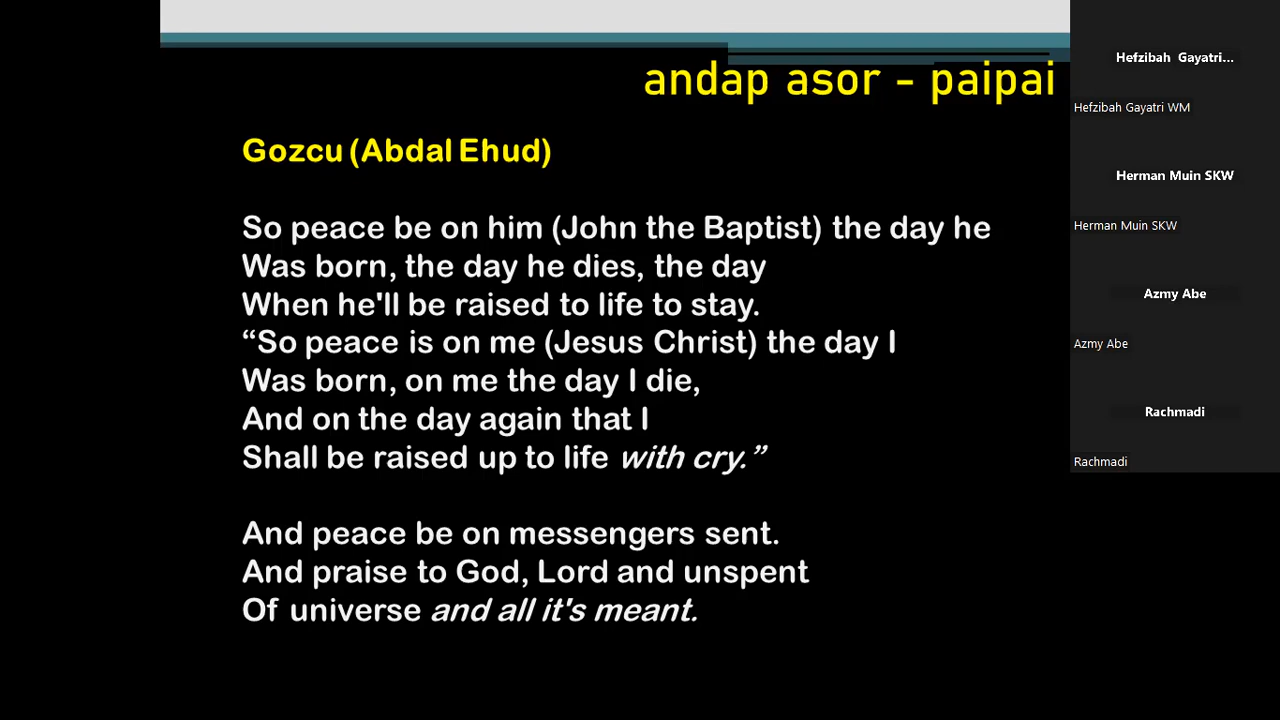 andap asor - paipai
Gozcu (Abdal Ehud)
So peace be on him (John the Baptist) the day he
Was born, the day he dies, the day
When he'll be raised to life to stay.
“So peace is on me (Jesus Christ) the day I
Was born, on me the day I die,
And on the day again that I
Shall be raised up to life with cry.”
And peace be on messengers sent.
And praise to God, Lord and unspent
Of universe and all it's meant.
Hefzibah Gayatri...
Hefzibah Gayatri WM
Herman Muin SKW
Herman Muin SKW
Azmy Abe
Azmy Abe
Rachmadi
Rachmadi